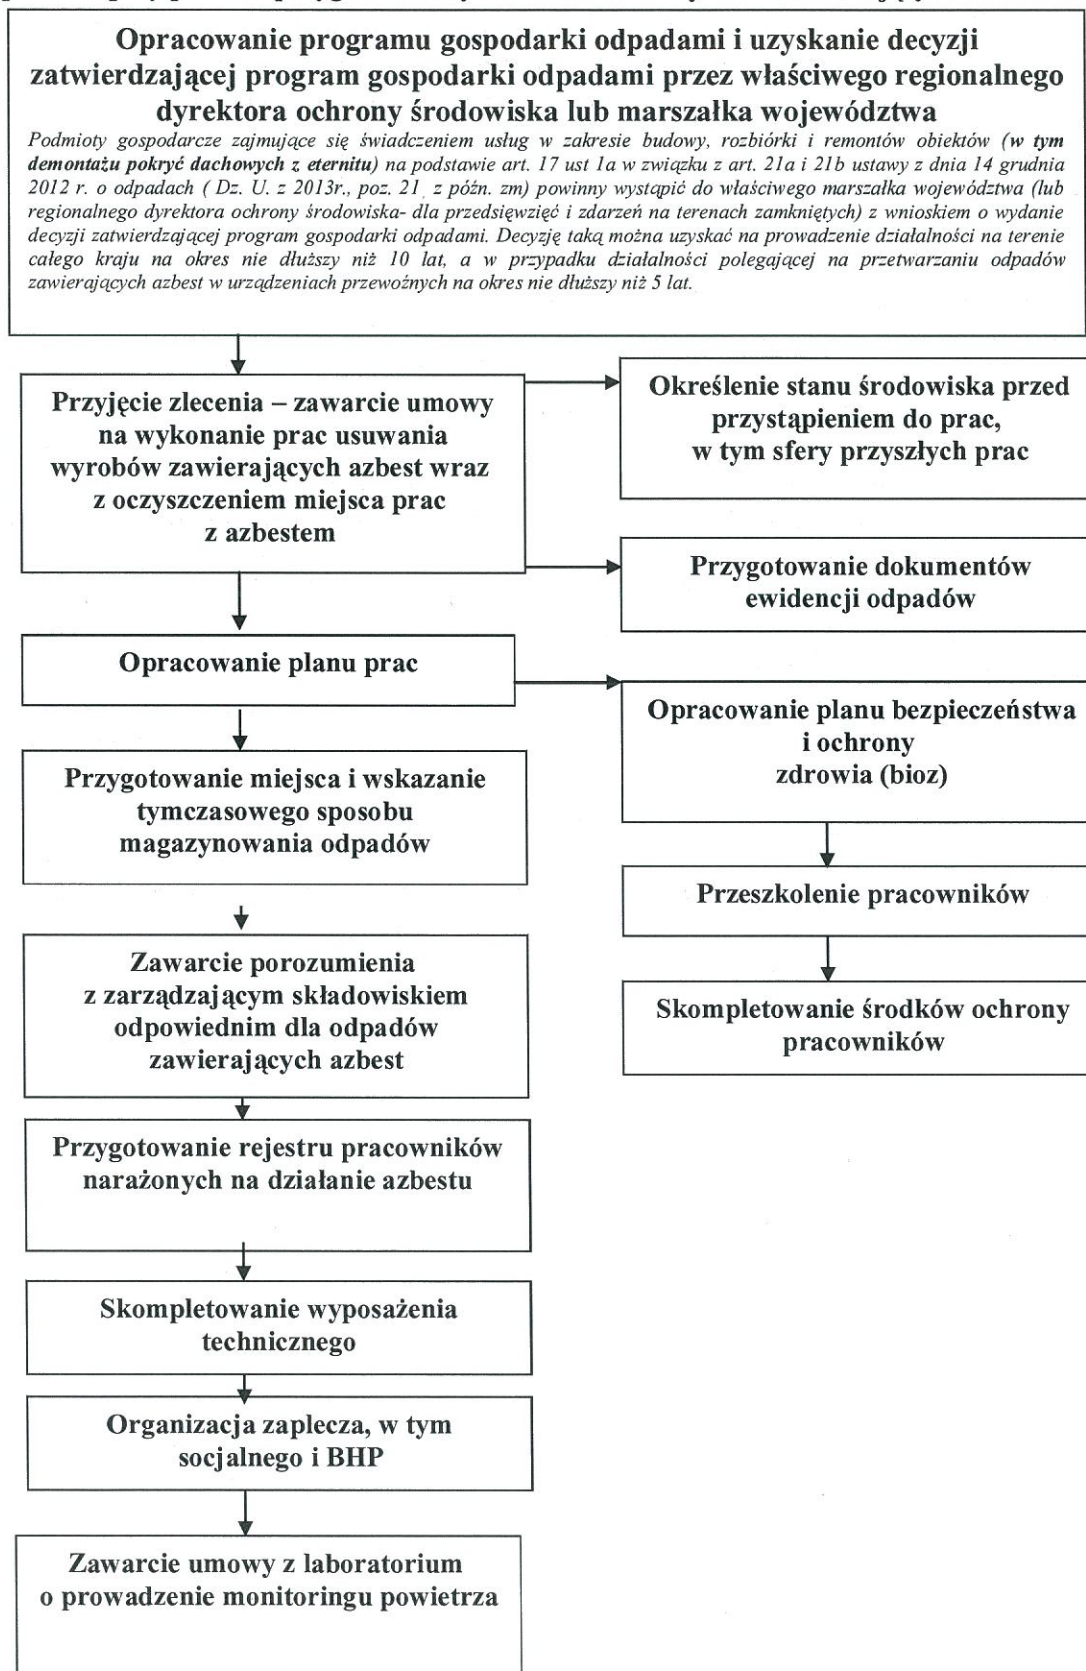 Opracowanie programu gospodarki odpadami i uzyskanie decyzji
zatwierdzającej program gospodarki odpadami przez właściwego regionalnego
dyrektora ochrony środowiska lub marszałka województwa
Podmioty gospodarcze zajmujące się świadczeniem usług w zakresie budowy, rozbiórki i remontów obiektów (w tym
demontażu pokryć dachowych z eternitu) na podstawie art. 17 ust 1a w związku z art. 21a i 21b ustawy z dnia 14 grudnia
2012 r. o odpadach ( Dz. U. z 2013r., poz. 21 z późn. zm) powinny wystąpić do właściwego marszałka województwa (lub
regionalnego dyrektora ochrony środowiska- dla przedsięwzięć i zdarzeń na terenach zamkniętych) z wnioskiem o wydanie
decyzji zatwierdzającej program gospodarki odpadami. Decyzję taką można uzyskać na prowadzenie działalności na terenie
całego kraju na okres nie dłuższy niż 10 lat, a w przypadku działalności polegającej na przetwarzaniu odpadów
zawierających azbest w urządzeniach przewoźnych na okres nie dłuższy niż 5 lat.
Przyjęcie zlecenia – zawarcie umowy
na wykonanie prac usuwania
wyrobów zawierających azbest wraz
z oczyszczeniem miejsca prac
z azbestem
Określenie stanu środowiska przed
przystąpieniem do prac,
w tym sfery przyszłych prac
Przygotowanie dokumentów
ewidencji odpadów
Opracowanie planu prac
Opracowanie planu bezpieczeństwa
i ochrony
zdrowia (bioz)
Przygotowanie miejsca i wskazanie
tymczasowego sposobu
magazynowania odpadów
Przeszkolenie pracowników
Zawarcie porozumienia
z zarządzającym składowiskiem
odpowiednim dla odpadów
zawierających azbest
Skompletowanie środków ochrony
pracowników
Przygotowanie rejestru pracowników
narażonych na działanie azbestu
Skompletowanie wyposażenia
technicznego
Organizacja zaplecza, w tym
socjalnego i BHP
Zawarcie umowy z laboratorium
o prowadzenie monitoringu powietrza